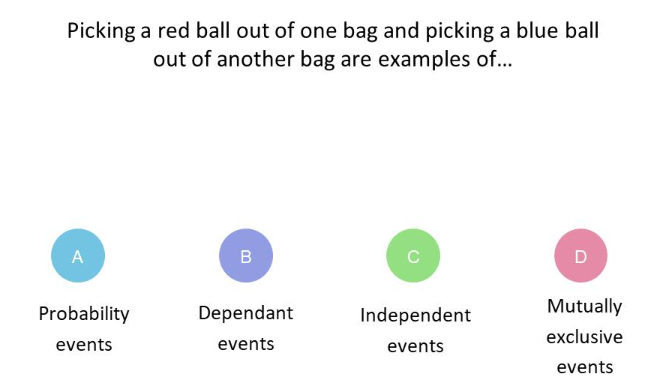 Picking a red ball out of one bag and picking a blue ball
out of another bag are examples of...
A
Probability
events
B
Dependant
events
C
Independent
events
D
Mutually
exclusive
events